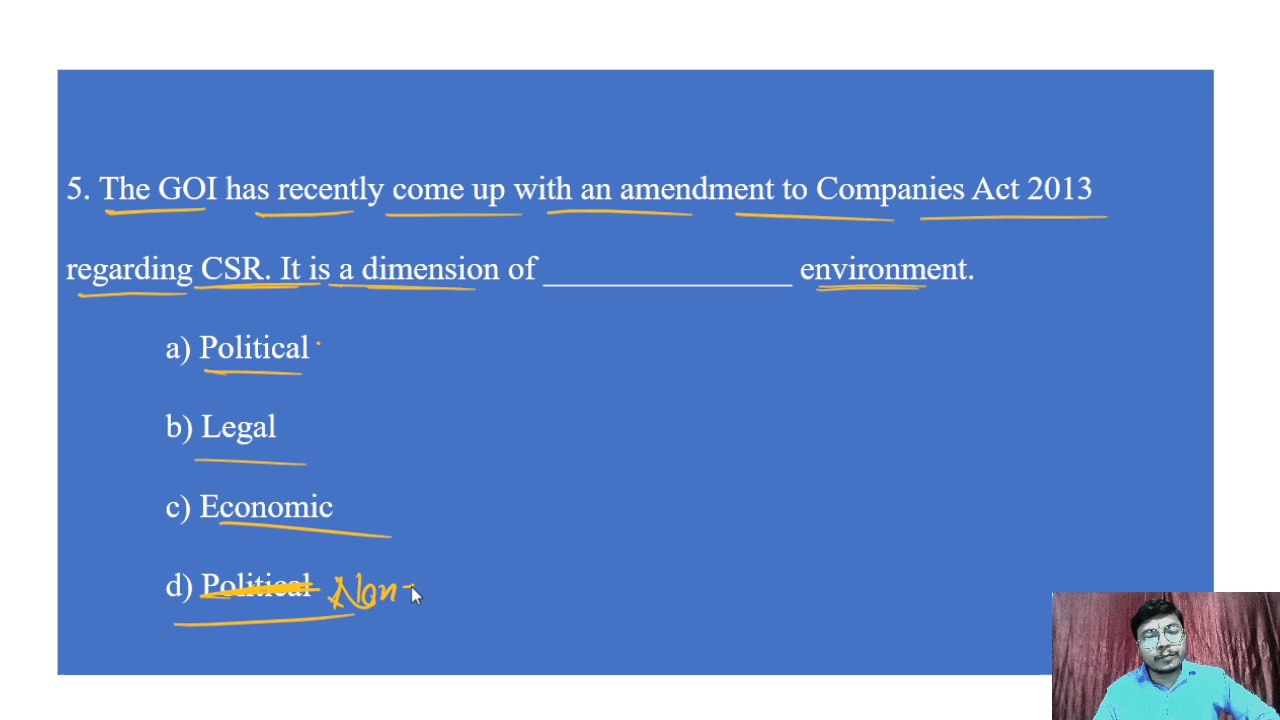 5. The GOI has recently come up with an amendment to Companies Act 2013
regarding CSR. It is a dimension of _______________ environment.
a) Political
b) Legal
c) Economic
d) Political Non-